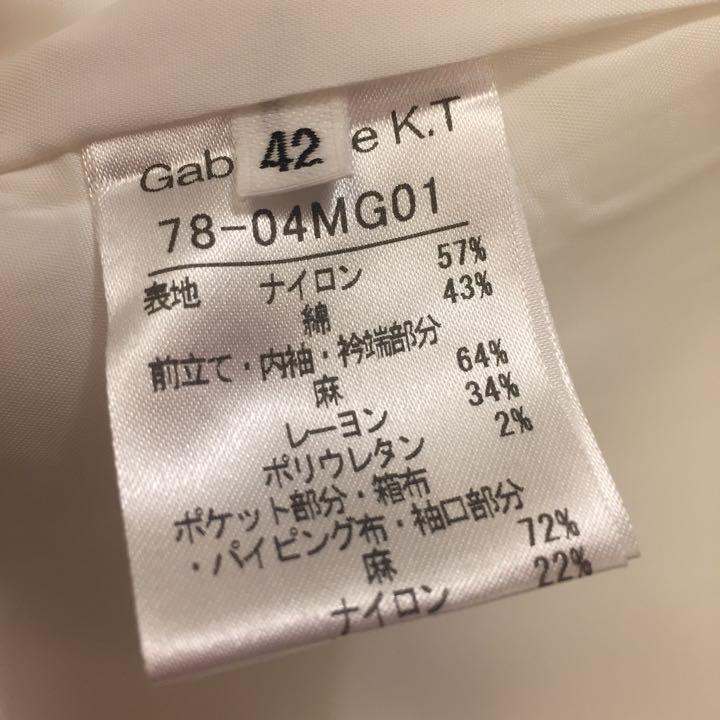 Gab e K.T
42
78-04MG01
表地 ナイロン 57%
綿 43%
前立て・内袖・衿端部分
麻 64%
レーヨン 34%
ポリウレタン 2%
ポケット部分・箱布
・パイピング布・袖口部分
麻 72%
ナイロン 22%